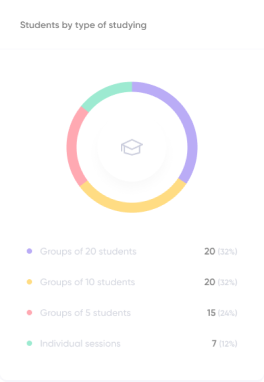 Students by type of studying
Groups of 20 students 20 (32%)
Groups of 10 students 20 (32%)
Groups of 5 students 15 (24%)
Individual sessions 7 (12%)